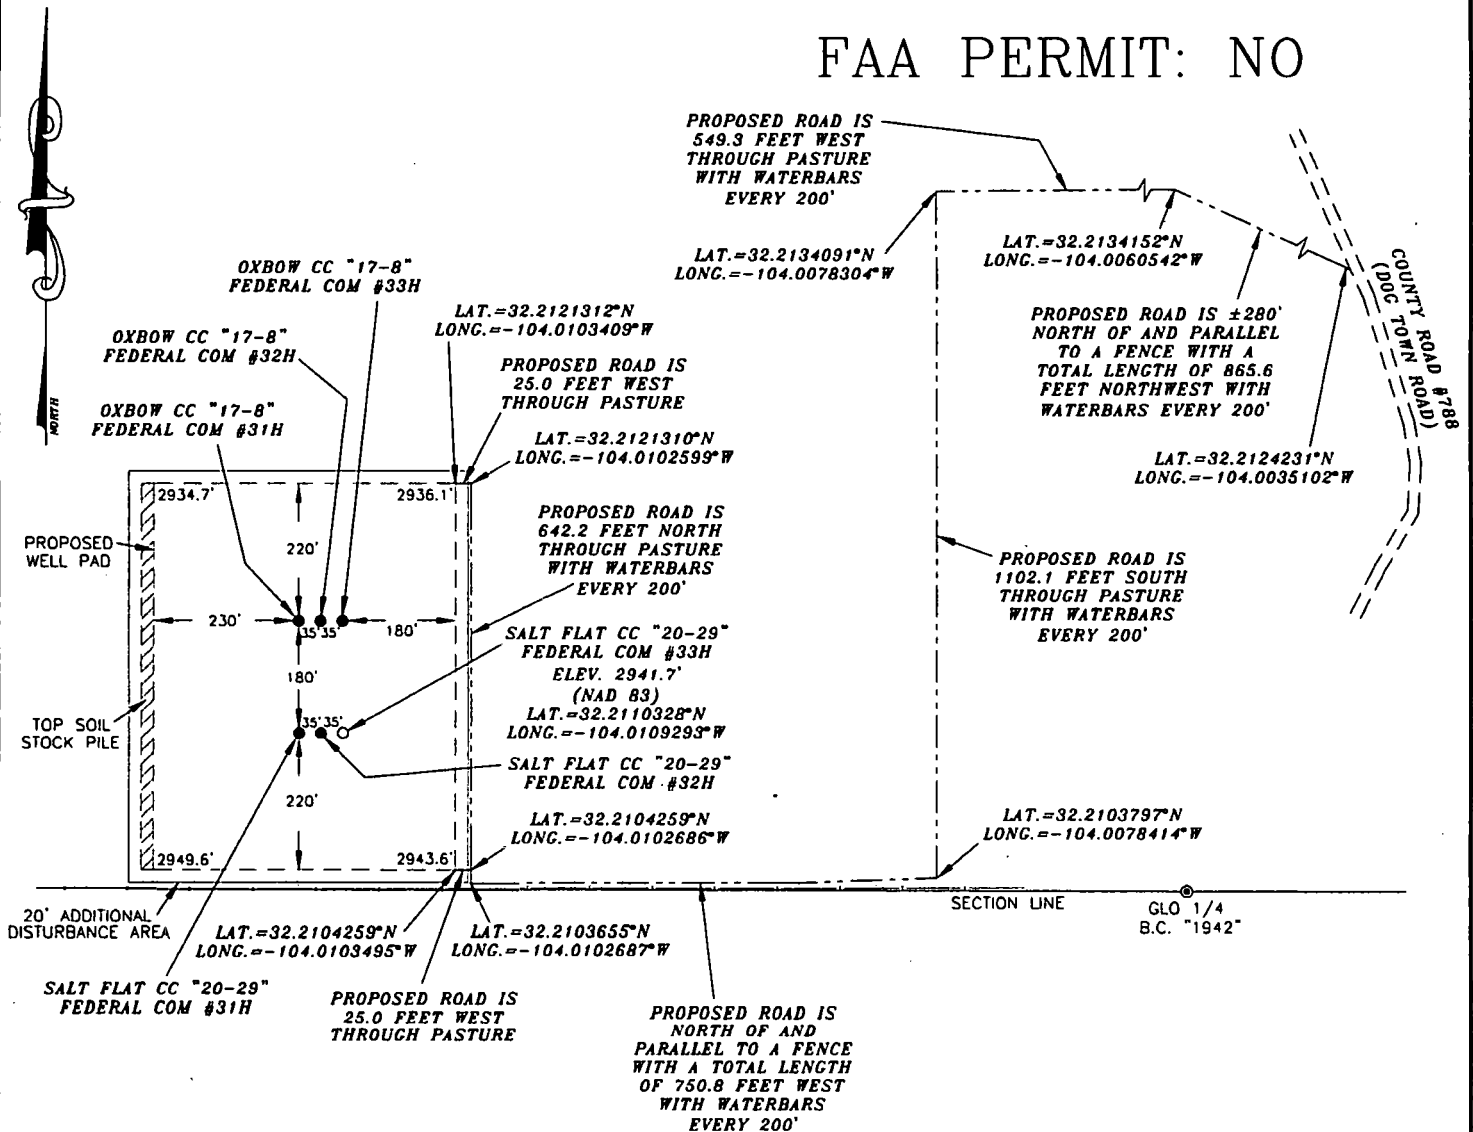 FAA PERMIT: NO
PROPOSED ROAD IS
549.3 FEET WEST
THROUGH PASTURE
WITH WATERBARS
EVERY 200'
LAT.=32.2134091°N
LONG.=-104.0078304°W
LAT.=32.2134152°N
LONG.=-104.0060542°W
COUNTY ROAD #788
(DOG TOWN ROAD)
PROPOSED ROAD IS ±280'
NORTH OF AND PARALLEL
TO A FENCE WITH A
TOTAL LENGTH OF 865.6
FEET NORTHWEST WITH
WATERBARS EVERY 200'
LAT.=32.2124231°N
LONG.=-104.0035102°W
NORTH
OXBOW CC "17-8"
FEDERAL COM #33H
OXBOW CC "17-8"
FEDERAL COM #32H
OXBOW CC "17-8"
FEDERAL COM #31H
LAT.=32.2121312°N
LONG.=-104.0103409°W
PROPOSED ROAD IS
25.0 FEET WEST
THROUGH PASTURE
LAT.=32.2121310°N
LONG.=-104.0102599°W
2934.7'
2936.1'
PROPOSED
WELL PAD
220'
230'
35'
35'
180'
180'
PROPOSED ROAD IS
642.2 FEET NORTH
THROUGH PASTURE
WITH WATERBARS
EVERY 200'
PROPOSED ROAD IS
1102.1 FEET SOUTH
THROUGH PASTURE
WITH WATERBARS
EVERY 200'
SALT FLAT CC "20-29"
FEDERAL COM #33H
ELEV. 2941.7'
(NAD 83)
LAT.=32.2110328°N
LONG.=-104.0109293°W
TOP SOIL
STOCK PILE
35'
35'
SALT FLAT CC "20-29"
FEDERAL COM #32H
220'
LAT.=32.2104259°N
LONG.=-104.0102686°W
LAT.=32.2103797°N
LONG.=-104.0078414°W
2949.6'
2943.6'
SECTION LINE
GLO 1/4
B.C. "1942"
20' ADDITIONAL
DISTURBANCE AREA
LAT.=32.2104259°N
LONG.=-104.0103495°W
LAT.=32.2103655°N
LONG.=-104.0102687°W
SALT FLAT CC "20-29"
FEDERAL COM #31H
PROPOSED ROAD IS
25.0 FEET WEST
THROUGH PASTURE
PROPOSED ROAD IS
NORTH OF AND
PARALLEL TO A FENCE
WITH A TOTAL LENGTH
OF 750.8 FEET WEST
WITH WATERBARS
EVERY 200'